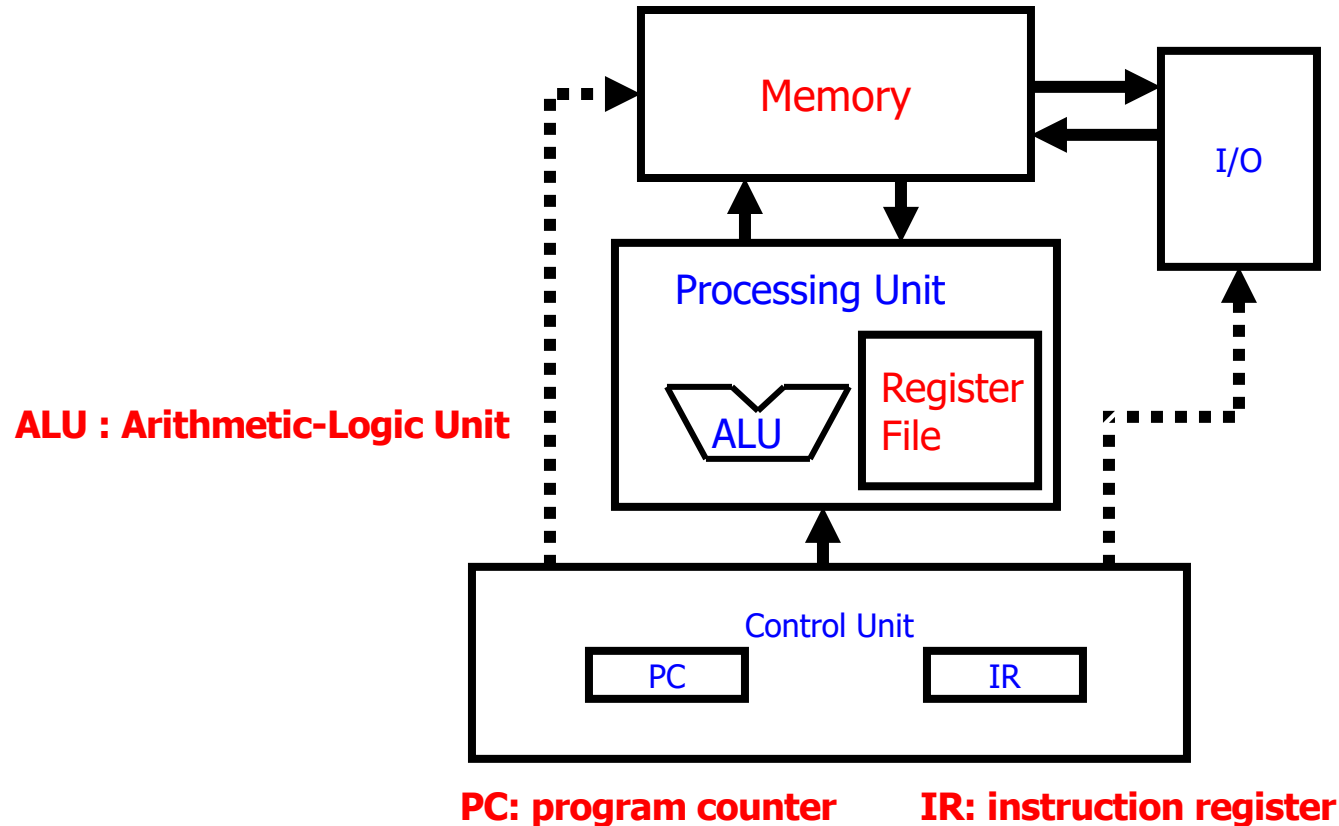 Memory
I/O
Processing Unit
Register
File
ALU
ALU : Arithmetic-Logic Unit
Control Unit
PC
IR
PC: program counter
IR: instruction register